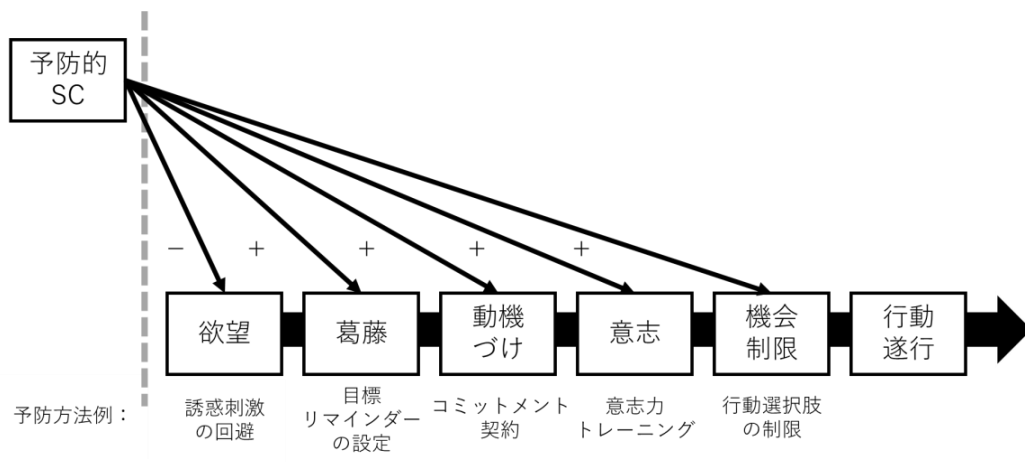 予防的
SC
− + + + +
欲望
葛藤
動機
づけ
意志
機会
制限
行動
遂行
予防方法例：
誘惑刺激
の回避
目標
リマインダー
の設定
コミットメント
契約
意志力
トレーニング
行動選択肢
の制限